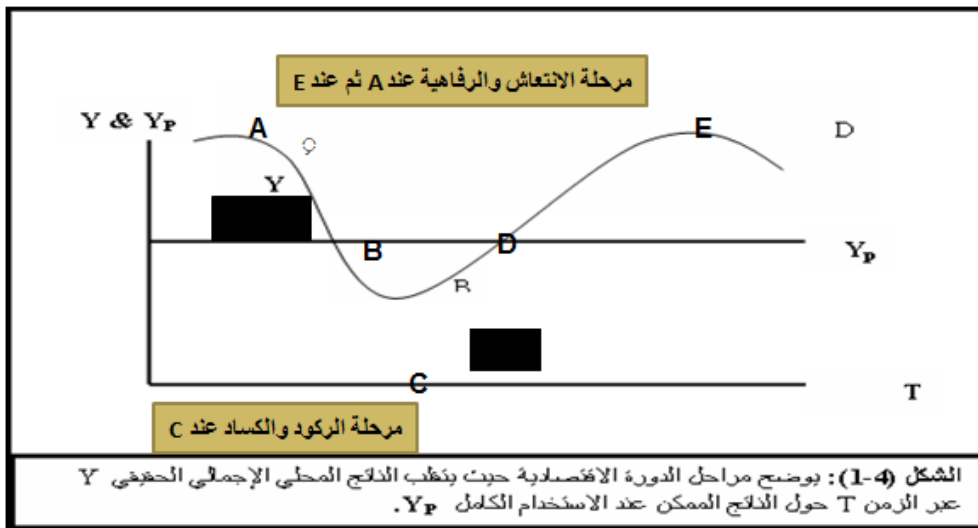 مرحلة الانتعاش والرفاهية عند A ثم عند E
Y & Yₚ
A
E
D
Y
B
D
Yₚ
B
C
T
مرحلة الركود والكساد عند C
الشكل (4-1): يوضح مراحل الدورة الاقتصادية حيث يتقلب الناتج المحلي الإجمالي الحقيقي Y
عبر الزمن T حول الناتج الممكن عند الاستخدام الكامل Yₚ.